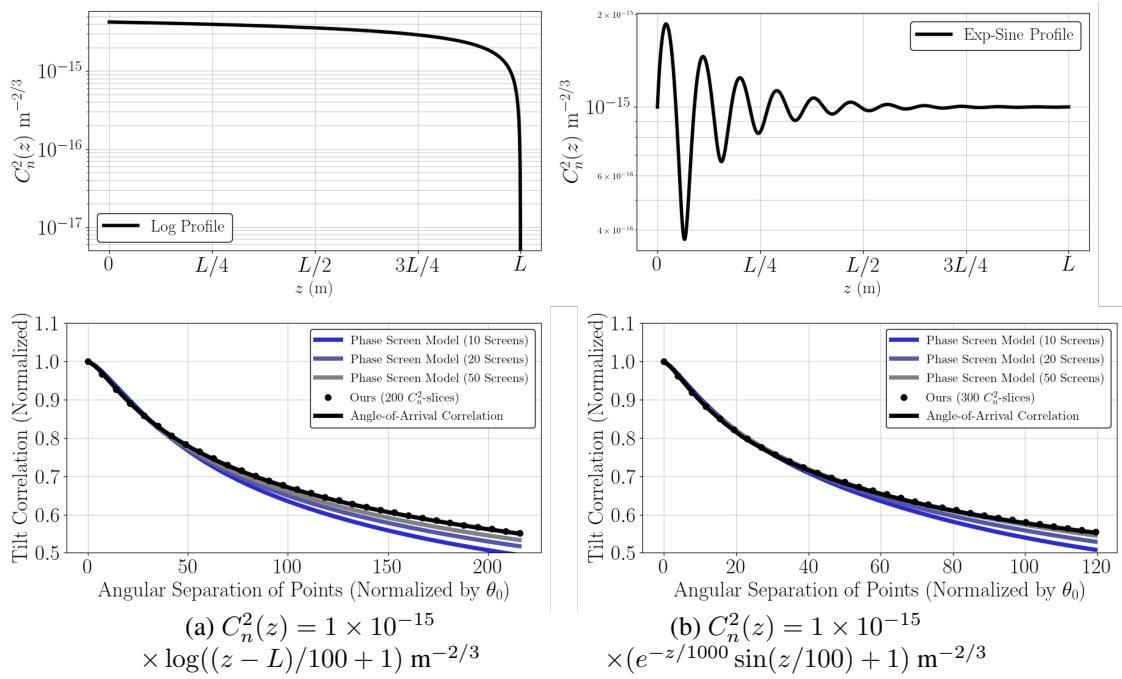 10^{-15}
10^{-16}
10^{-17}
C_n^2(z) m^{-2/3}
Log Profile
0 L/4 L/2 3L/4 L
z (m)
2 × 10^{-15}
10^{-15}
6 × 10^{-16}
4 × 10^{-16}
C_n^2(z) m^{-2/3}
Exp-Sine Profile
0 L/4 L/2 3L/4 L
z (m)
Tilt Correlation (Normalized)
1.1
1.0
0.9
0.8
0.7
0.6
0.5
Phase Screen Model (10 Screens)
Phase Screen Model (20 Screens)
Phase Screen Model (50 Screens)
Ours (200 C_n^2-slices)
Angle-of-Arrival Correlation
0 50 100 150 200
Angular Separation of Points (Normalized by θ_0)
Tilt Correlation (Normalized)
1.1
1.0
0.9
0.8
0.7
0.6
0.5
Phase Screen Model (10 Screens)
Phase Screen Model (20 Screens)
Phase Screen Model (50 Screens)
Ours (300 C_n^2-slices)
Angle-of-Arrival Correlation
0 20 40 60 80 100 120
Angular Separation of Points (Normalized by θ_0)
(a) C_n^2(z) = 1 × 10^{-15}
× log((z − L)/100 + 1) m^{-2/3}
(b) C_n^2(z) = 1 × 10^{-15}
×(e^{-z/1000} sin(z/100) + 1) m^{-2/3}